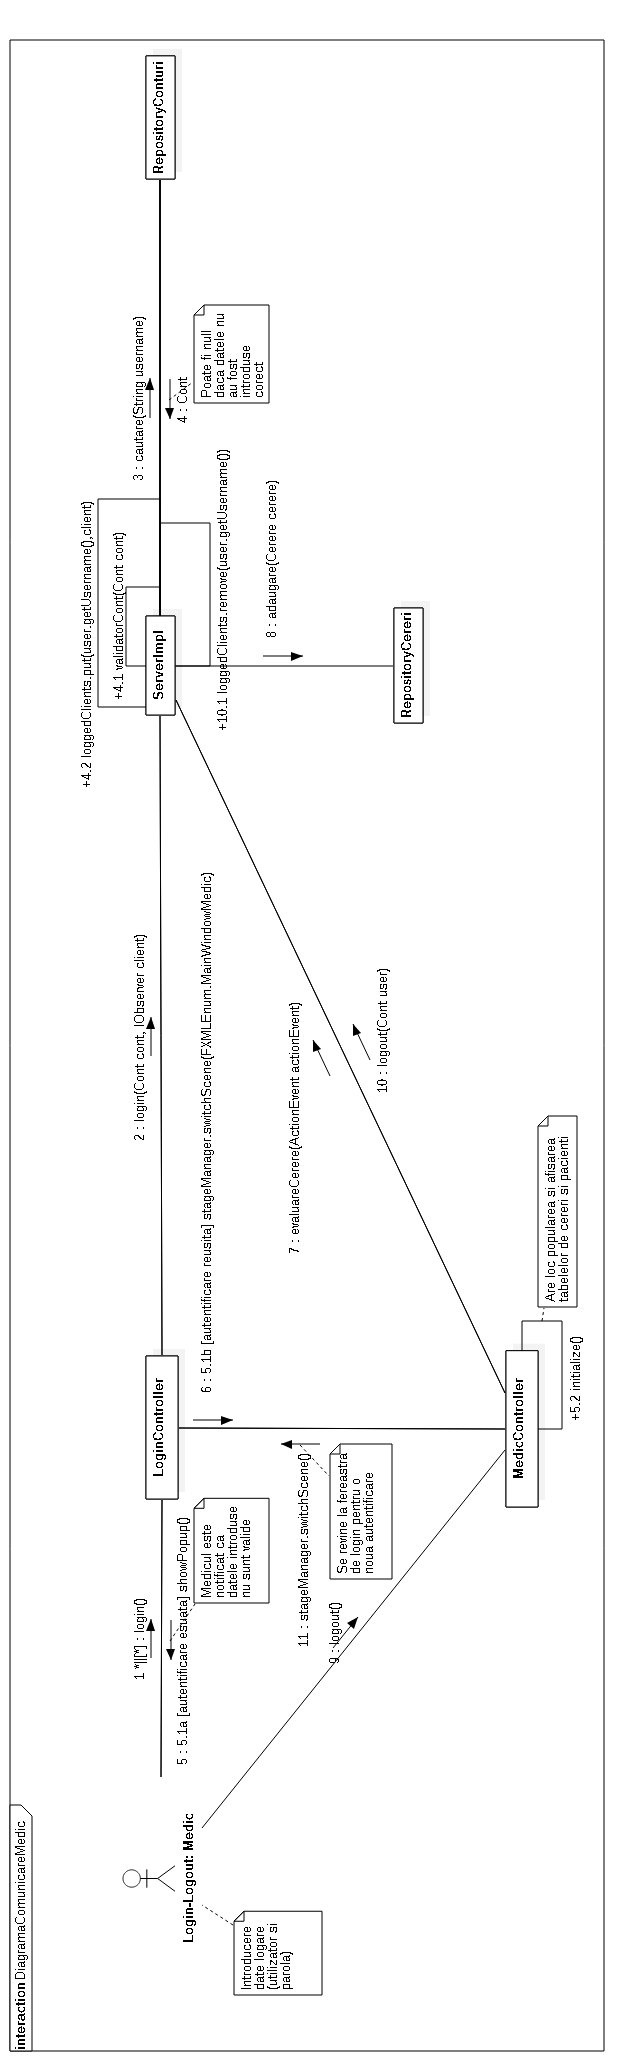 interaction DiagramaComunicareMedic
Introducere
date logare
(utilizator si
parola)
Login-Logout: Medic
1 *||[*] : login()
5 : 5.1a [autentificare esuata] showPopup()
Medicul este
notificat ca
datele introduse
nu sunt valide
9 : logout()
11 : stageManager.switchScene()
Se revine la fereastra
de login pentru o
noua autentificare
LoginController
MedicController
+5.2 initialize()
Are loc popularea si afisarea
tabelelor de cereri si pacienti
6 : 5.1b [autentificare reusita] stageManager.switchScene(FXMLEnum.MainWindowMedic)
2 : login(Cont cont, IObserver client)
7 : evaluareCerere(ActionEvent actionEvent)
10 : logout(Cont user)
+4.2 loggedClients.put(user.getUsername(),client)
+4.1 validatorCont(Cont cont)
ServerImpl
+10.1 loggedClients.remove(user.getUsername())
8 : adaugare(Cerere cerere)
RepositoryCereri
3 : cautare(String username)
4 : Cont
Poate fi null
daca datele nu
au fost
introduse
corect
RepositoryConturi